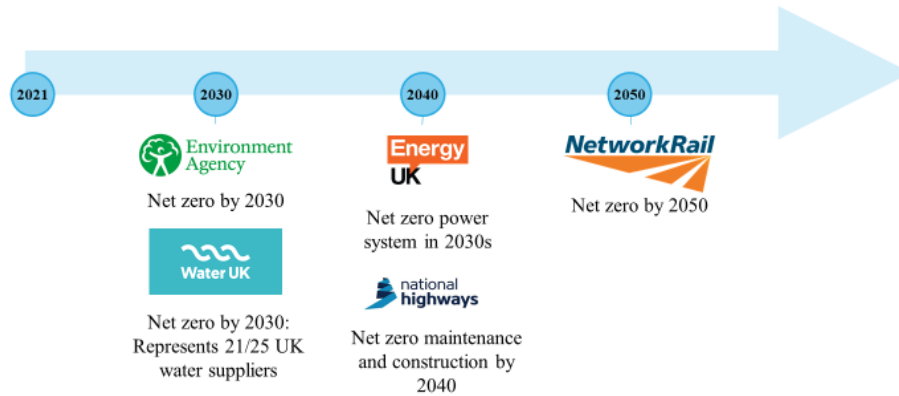 2021
2030
2040
2050
Environment
Agency
Net zero by 2030
Water UK
Net zero by 2030:
Represents 21/25 UK
water suppliers
Energy
UK
Net zero power
system in 2030s
national
highways
Net zero maintenance
and construction by
2040
NetworkRail
Net zero by 2050